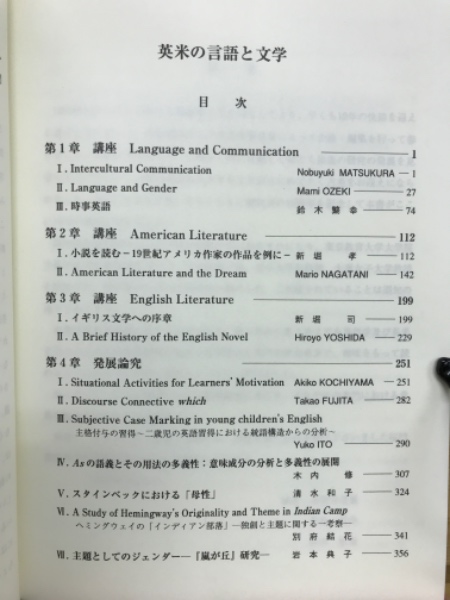 英米の言語と文学
目 次
第1章 講座 Language and Communication 1
Ⅰ. Intercultural Communication Nobuyuki MATSUKURA 1
Ⅱ. Language and Gender Mami OZEKI 27
Ⅲ. 時事英語 鈴木 繁幸 74
第2章 講座 American Literature 112
Ⅰ. 小説を読む-19世紀アメリカ作家の作品を例に- 新堀 孝 112
Ⅱ. American Literature and the Dream Mario NAGATANI 142
第3章 講座 English Literature 199
Ⅰ. イギリス文学への序章 新堀 司 199
Ⅱ. A Brief History of the English Novel Hiroyo YOSHIDA 229
第4章 発展論究 251
Ⅰ. Situational Activities for Learners' Motivation Akiko KOCHIYAMA 251
Ⅱ. Discourse Connective which Takao FUJITA 282
Ⅲ. Subjective Case Marking in young children's English
主格付与の習得~二歳児の英語習得における統語構造からの分析~
Yuko ITO 290
Ⅳ. Asの語義とその用法の多義性:意味成分の分析と多義性の展開
木内 修 307
Ⅴ. スタインベックにおける「母性」 清水和子 324
Ⅵ. A Study of Hemingway's Originality and Theme in Indian Camp
ヘミングウェイの「インディアン部落」―独創と主題に関する一考察―
別府結花 341
Ⅶ. 主題としてのジェンダー―『嵐が丘』研究― 岩本典子 356